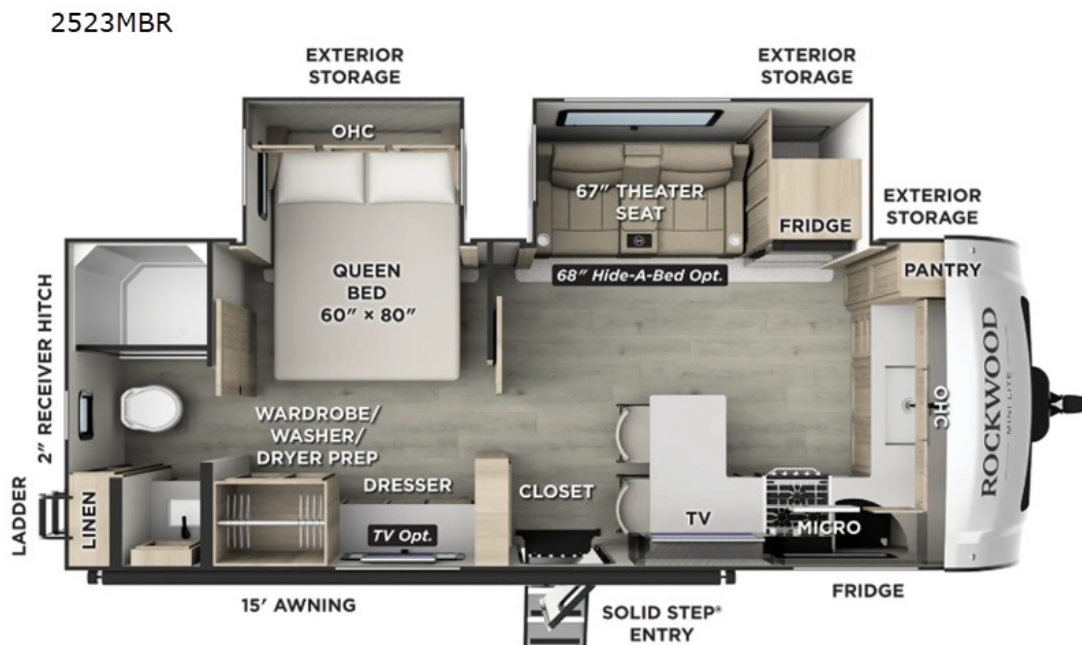 2523MBR
EXTERIOR
STORAGE
EXTERIOR
STORAGE
OHC
67" THEATER
SEAT
FRIDGE
EXTERIOR
STORAGE
PANTRY
QUEEN
BED
60" × 80"
68" Hide-A-Bed Opt.
2" RECEIVER HITCH
ROCKWOOD
MINI LITE
OHC
WARDROBE/
WASHER/
DRYER PREP
DRESSER
CLOSET
LADDER
LINEN
TV Opt.
TV
MICRO
15' AWNING
SOLID STEP®
ENTRY
FRIDGE